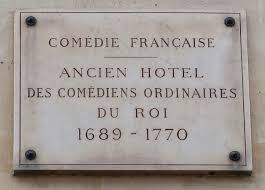 COMÉDIE FRANÇAISE
ANCIEN HOTEL
DES COMÉDIENS ORDINAIRES
DU ROI
1689 - 1770